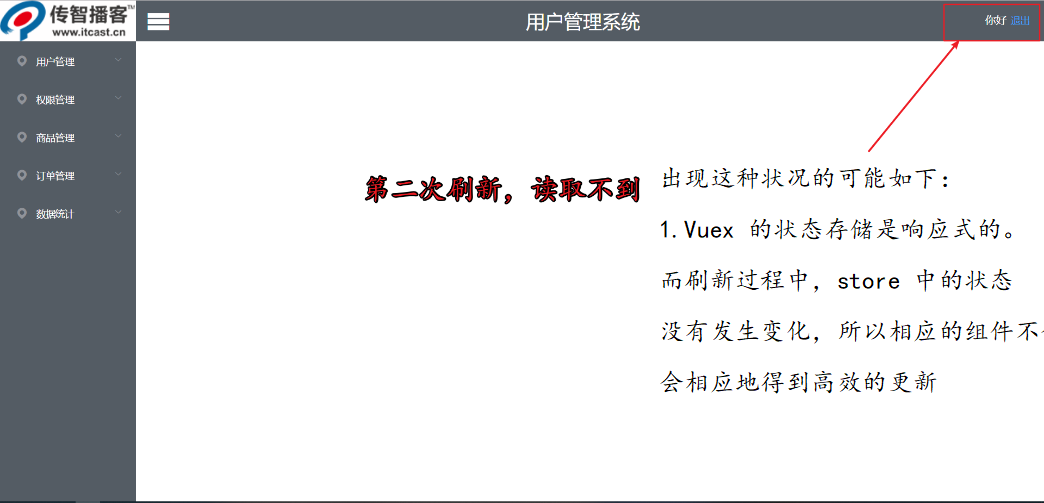 传智播客™
www.itcast.cn
用户管理系统
你好 退出
用户管理
权限管理
商品管理
订单管理
数据统计
第二次刷新，读取不到
出现这种状况的可能如下：
1.Vuex 的状态存储是响应式的。
而刷新过程中，store 中的状态
没有发生变化，所以相应的组件不
会相应地得到高效的更新